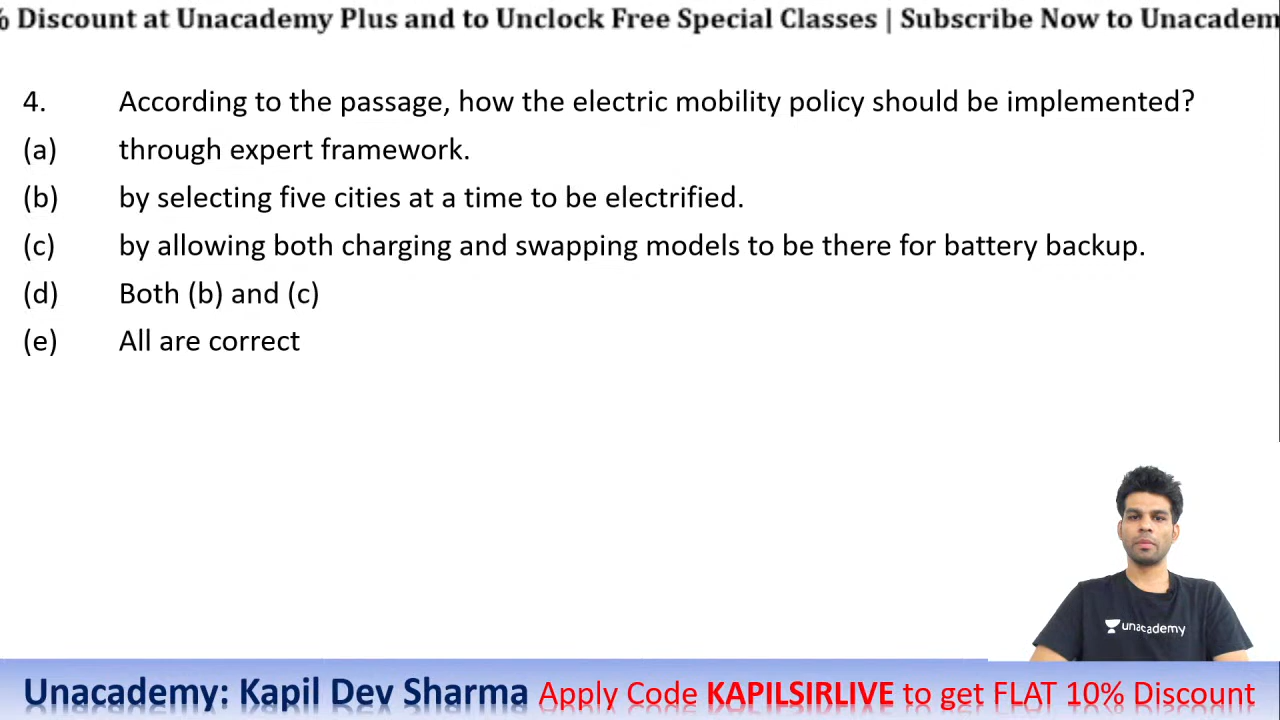 Discount at Unacademy Plus and to Unclock Free Special Classes | Subscribe Now to Unacadem
4. According to the passage, how the electric mobility policy should be implemented?
(a) through expert framework.
(b) by selecting five cities at a time to be electrified.
(c) by allowing both charging and swapping models to be there for battery backup.
(d) Both (b) and (c)
(e) All are correct
unacademy
Unacademy: Kapil Dev Sharma Apply Code KAPILSIRLIVE to get FLAT 10% Discount